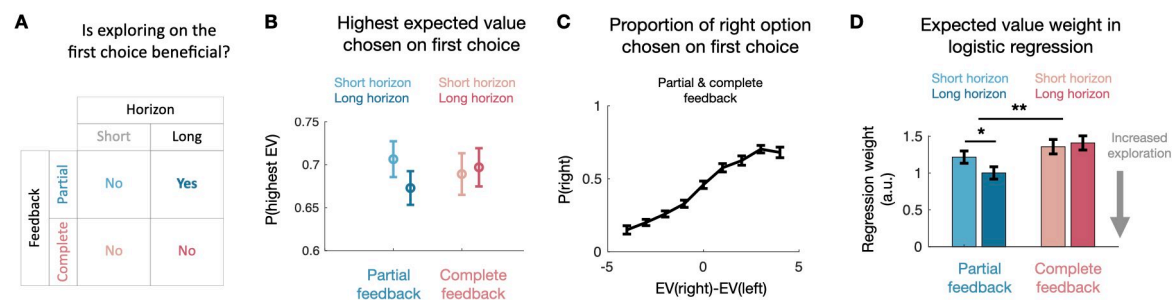 A
Is exploring on the
first choice beneficial?
Horizon
Short
Long
Feedback
Partial
No
Yes
Complete
No
No
B
Highest expected value
chosen on first choice
Short horizon
Long horizon
Short horizon
Long horizon
P(highest EV)
0.75
0.7
0.65
0.6
Partial
feedback
Complete
feedback
C
Proportion of right option
chosen on first choice
Partial & complete
feedback
P(right)
1
0.5
0
-5
0
5
EV(right)-EV(left)
D
Expected value weight in
logistic regression
Short horizon
Long horizon
Short horizon
Long horizon
**
*
Regression weight
(a.u.)
1.5
1
0.5
0
Increased
exploration
Partial
feedback
Complete
feedback